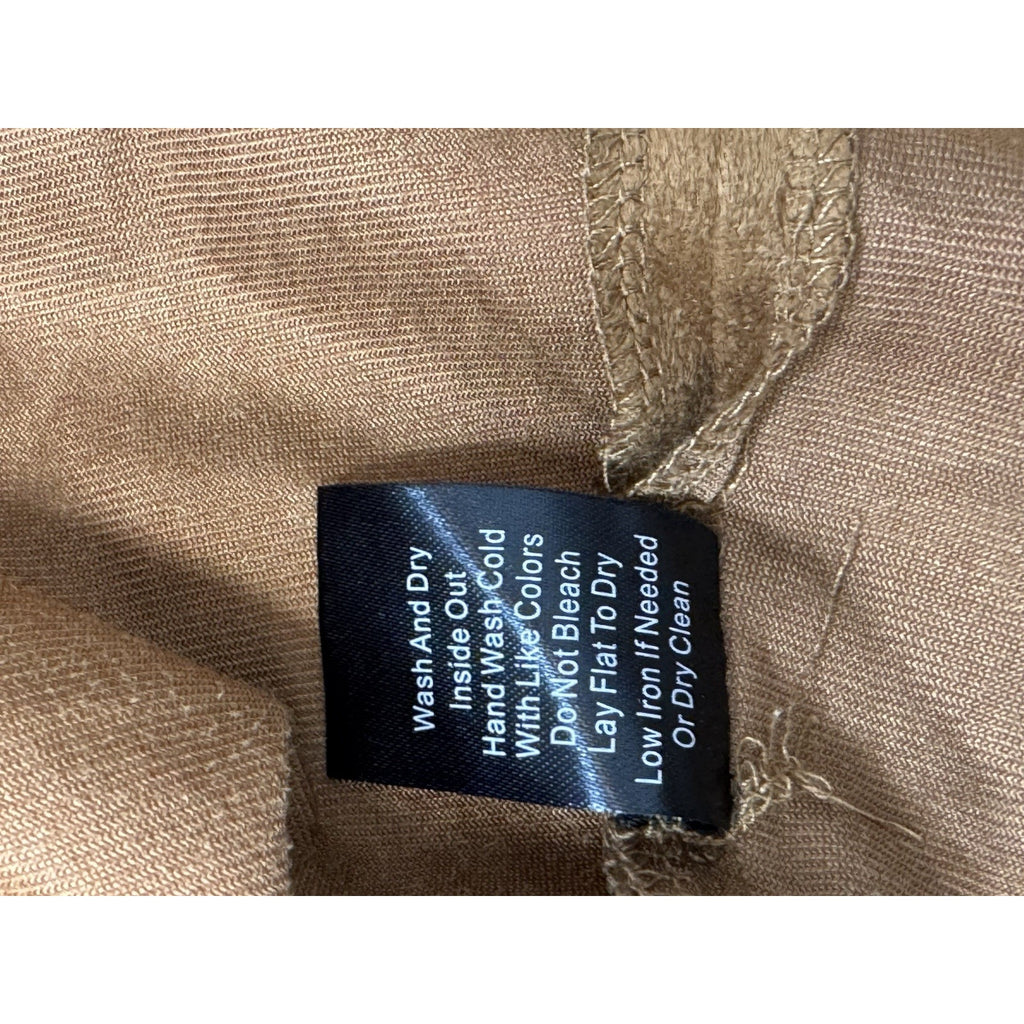 Wash And Dry
Inside Out
Hand Wash Cold
With Like Colors
Do Not Bleach
Lay Flat To Dry
Low Iron If Needed
Or Dry Clean